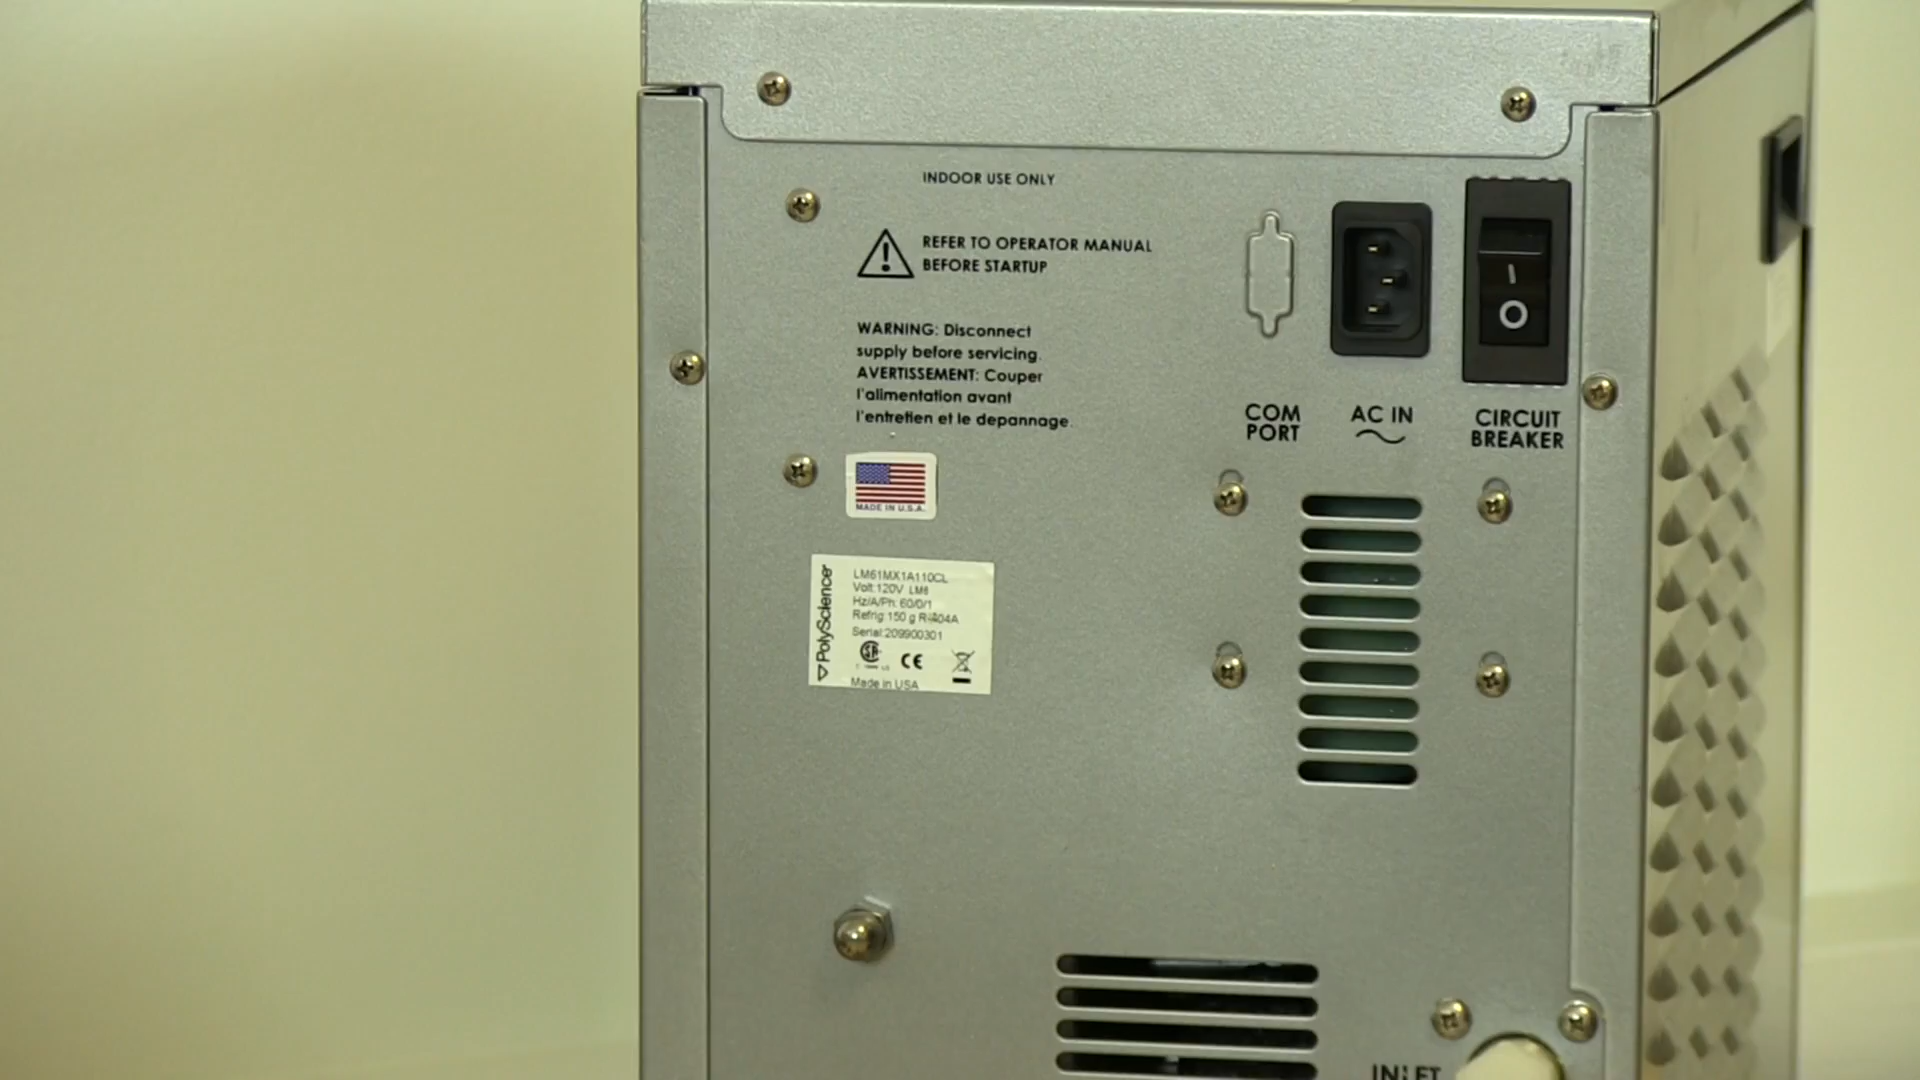 INDOOR USE ONLY
REFER TO OPERATOR MANUAL
BEFORE STARTUP
WARNING: Disconnect
supply before servicing.
AVERTISSEMENT: Couper
l'alimentation avant
l'entretien et le depannage.
COM
PORT
AC IN
CIRCUIT
BREAKER
MADE IN U.S.A.
PolyScience
LM61MX1A110CL
Volt:120V LM6
Hz/A/Ph: 60/0/1
Refrig:150 g R-404A
Serial:209900301
CE
Made in USA
INLET